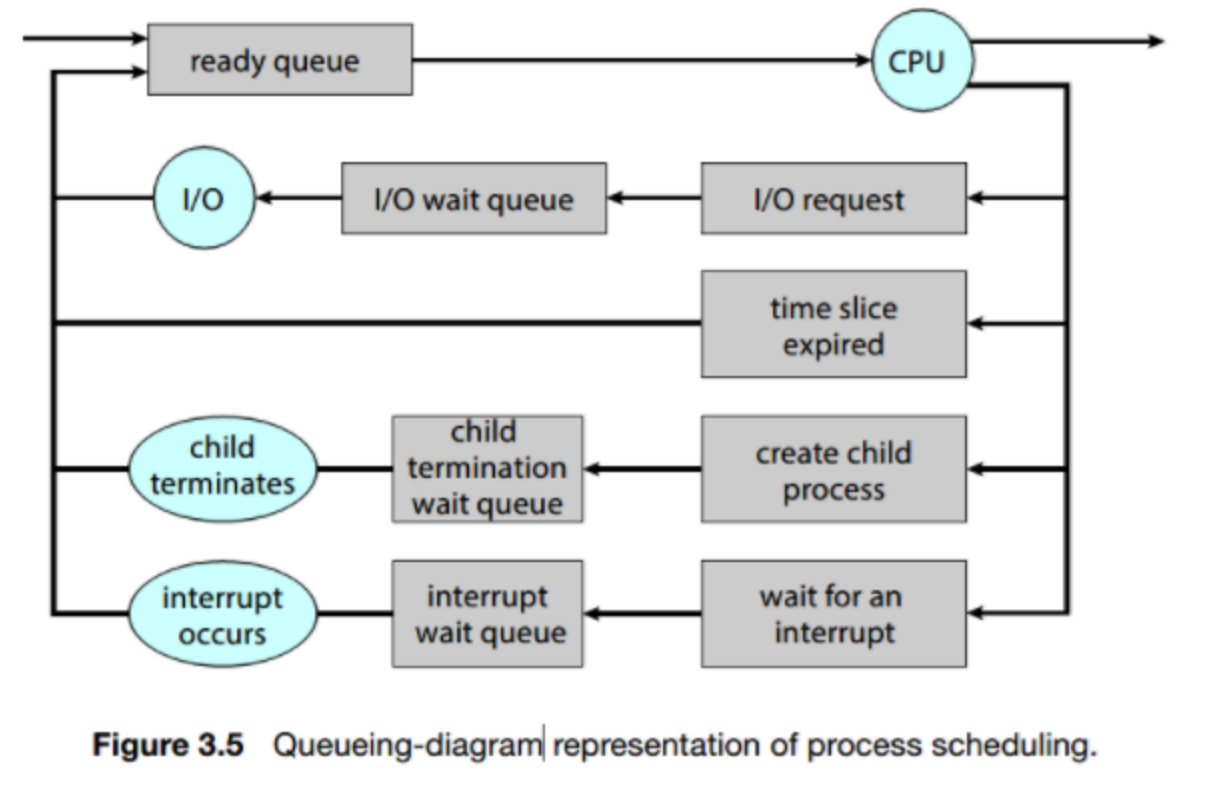 ready queue
CPU
I/O
I/O wait queue
I/O request
time slice
expired
child
terminates
child
termination
wait queue
create child
process
interrupt
occurs
interrupt
wait queue
wait for an
interrupt
Figure 3.5 Queueing-diagram representation of process scheduling.